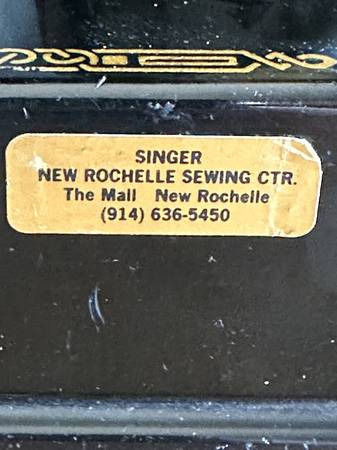 SINGER
NEW ROCHELLE SEWING CTR.
The Mall New Rochelle
(914) 636-5450